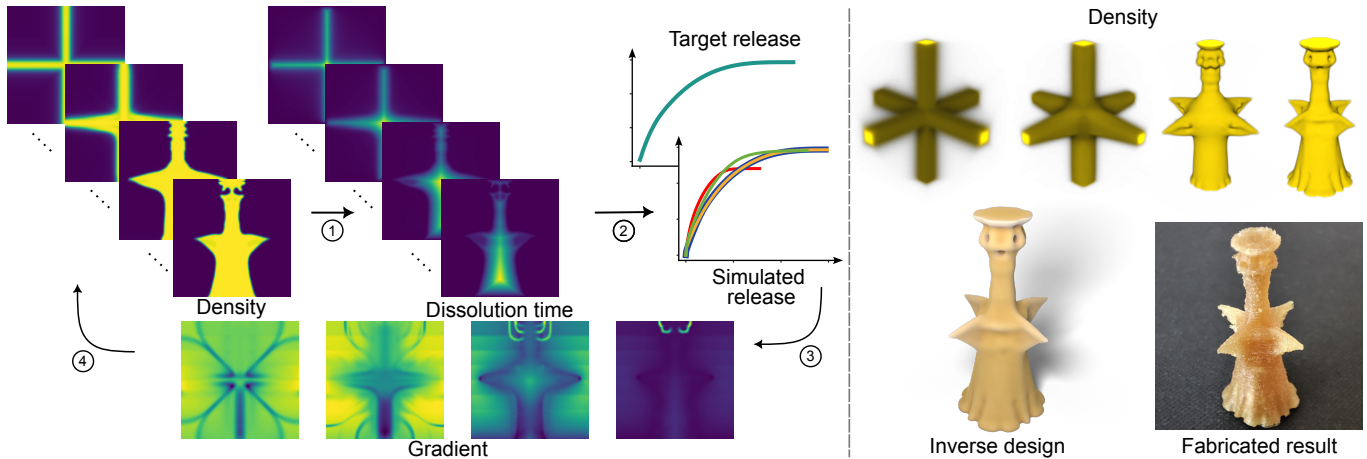 Target release
Density
①
②
Simulated
release
Density
Dissolution time
④
③
Gradient
Inverse design
Fabricated result